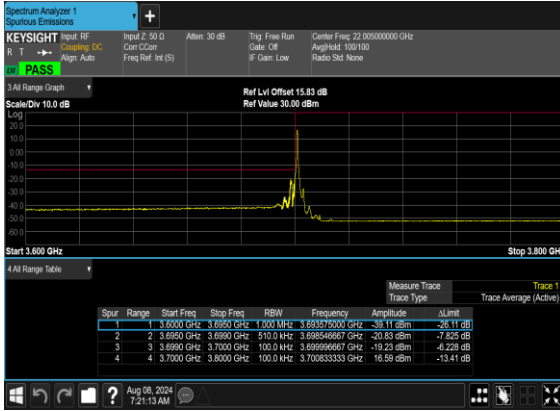 Spectrum Analyzer 1
Spurious Emissions
+
KEYSIGHT Input: RF Input Z: 50 Ω Atten: 30 dB Trig: Free Run Center Freq: 22.005000000 GHz
R T Coupling: DC Corr CCorr Gate: Off Avg|Hold: 100/100
Align: Auto Freq Ref: Int (S) IF Gain: Low Radio Std: None
PASS
3 All Range Graph Ref Lvl Offset 15.83 dB
Scale/Div 10.0 dB Ref Value 30.00 dBm
Log
20.0
10.0
0.00
-10.0
-20.0
-30.0
-40.0
-50.0
-60.0
Start 3.600 GHz Stop 3.800 GH
4 All Range Table
Measure Trace Trace 1
Trace Type Trace Average (Active)
Spur Range Start Freq Stop Freq RBW Frequency Amplitude ΔLimit
1 1 3.6000 GHz 3.6950 GHz 1.000 MHz 3.693575000 GHz -39.11 dBm -26.11 dB
2 2 3.6950 GHz 3.6990 GHz 510.0 kHz 3.698546667 GHz -20.83 dBm -7.825 dB
3 3 3.6990 GHz 3.7000 GHz 100.0 kHz 3.699996667 GHz -19.23 dBm -6.228 dB
4 4 3.7000 GHz 3.8000 GHz 100.0 kHz 3.700833333 GHz 16.59 dBm -13.41 dB
? Aug 08, 2024
7:21:13 AM